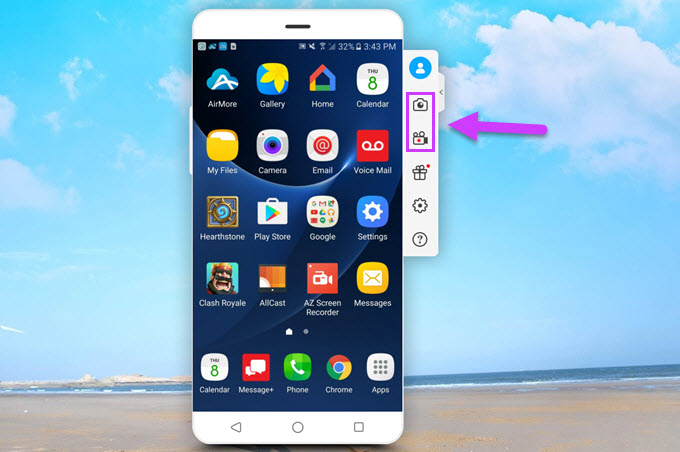 32% 3:43 PM
THU
8
AirMore Gallery Home Calendar
My Files Camera Email Voice Mail
Hearthstone Play Store Google Settings
Clash Royale AllCast AZ Screen Recorder Messages
THU
8
Calendar Message+ Phone Chrome Apps